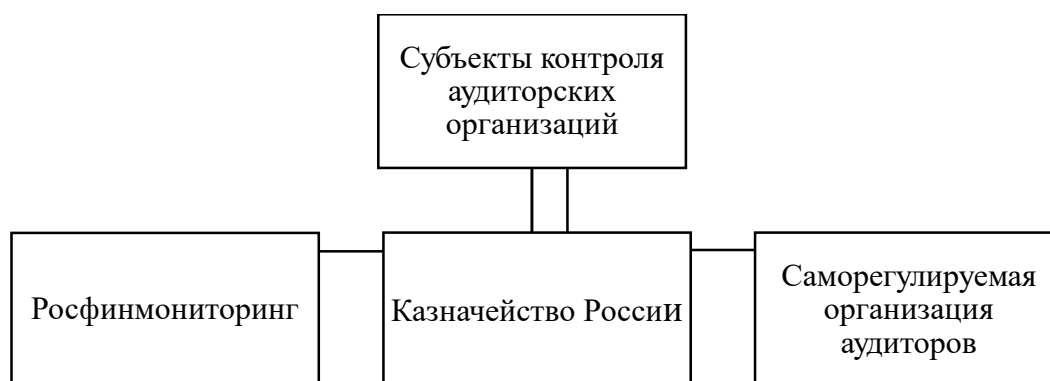 Субъекты контроля
аудиторских
организаций
Росфинмониторинг
Казначейство России
Саморегулируемая
организация
аудиторов